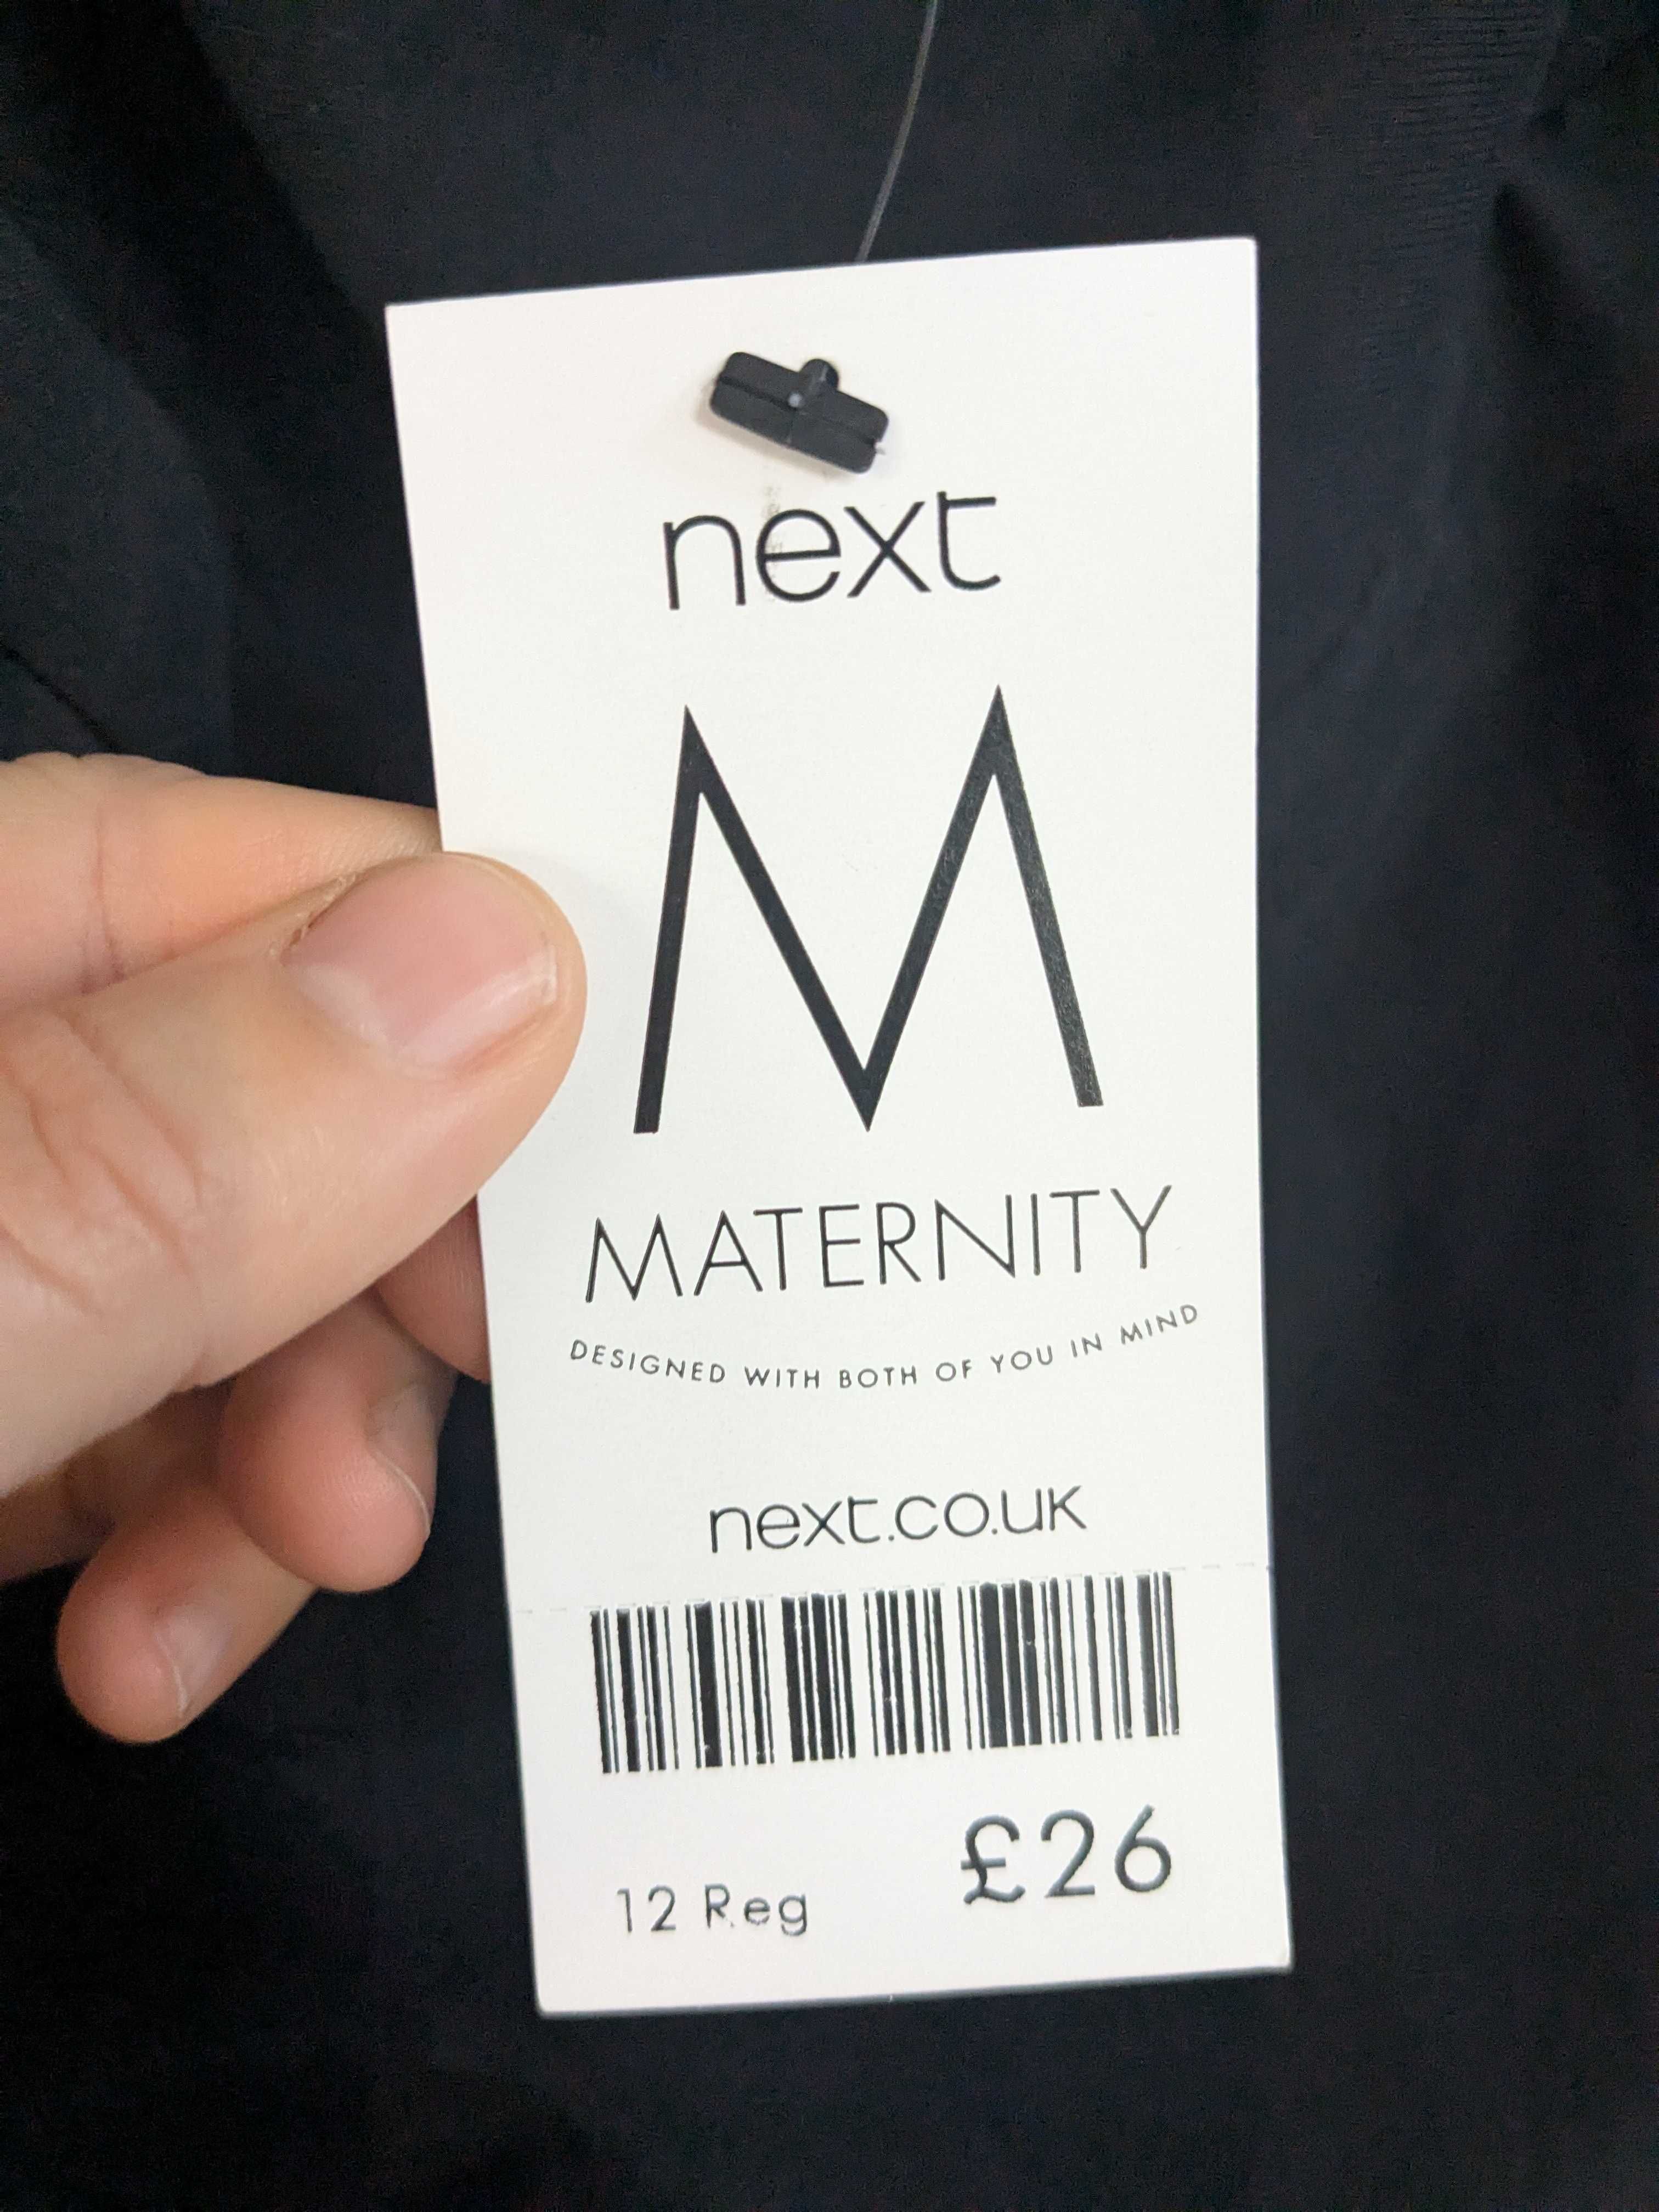 next
M
MATERNITY
DESIGNED WITH BOTH OF YOU IN MIND
next.co.uk
12 Reg £26